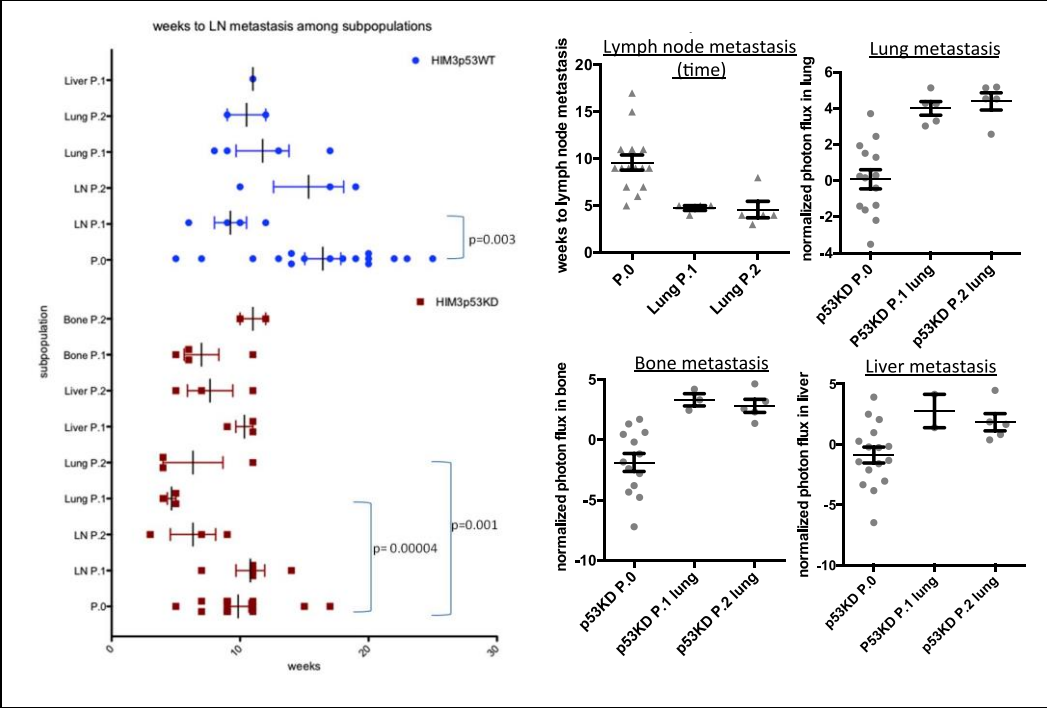 weeks to LN metastasis among subpopulations
HIM3p53WT
Liver P.1
Lung P.2
Lung P.1
LN P.2
LN P.1
P.0
p=0.003
HIM3p53KD
subpopulation
Bone P.2
Bone P.1
Liver P.2
Liver P.1
Lung P.2
Lung P.1
LN P.2
LN P.1
P.0
p= 0.00004
p=0.001
0
10
20
30
weeks
Lymph node metastasis
(time)
weeks to lymph node metastasis
20
15
10
5
0
P.0
Lung P.1
Lung P.2
Lung metastasis
normalized photon flux in lung
6
4
2
0
-2
-4
p53KD P.0
P53KD P.1 lung
p53KD P.2 lung
Bone metastasis
normalized photon flux in bone
5
0
-5
-10
p53KD P.0
p53KD P.1 lung
p53KD P.2 lung
Liver metastasis
normalized photon flux in liver
5
0
-5
-10
p53KD P.0
P53KD P.1 lung
p53KD P.2 lung